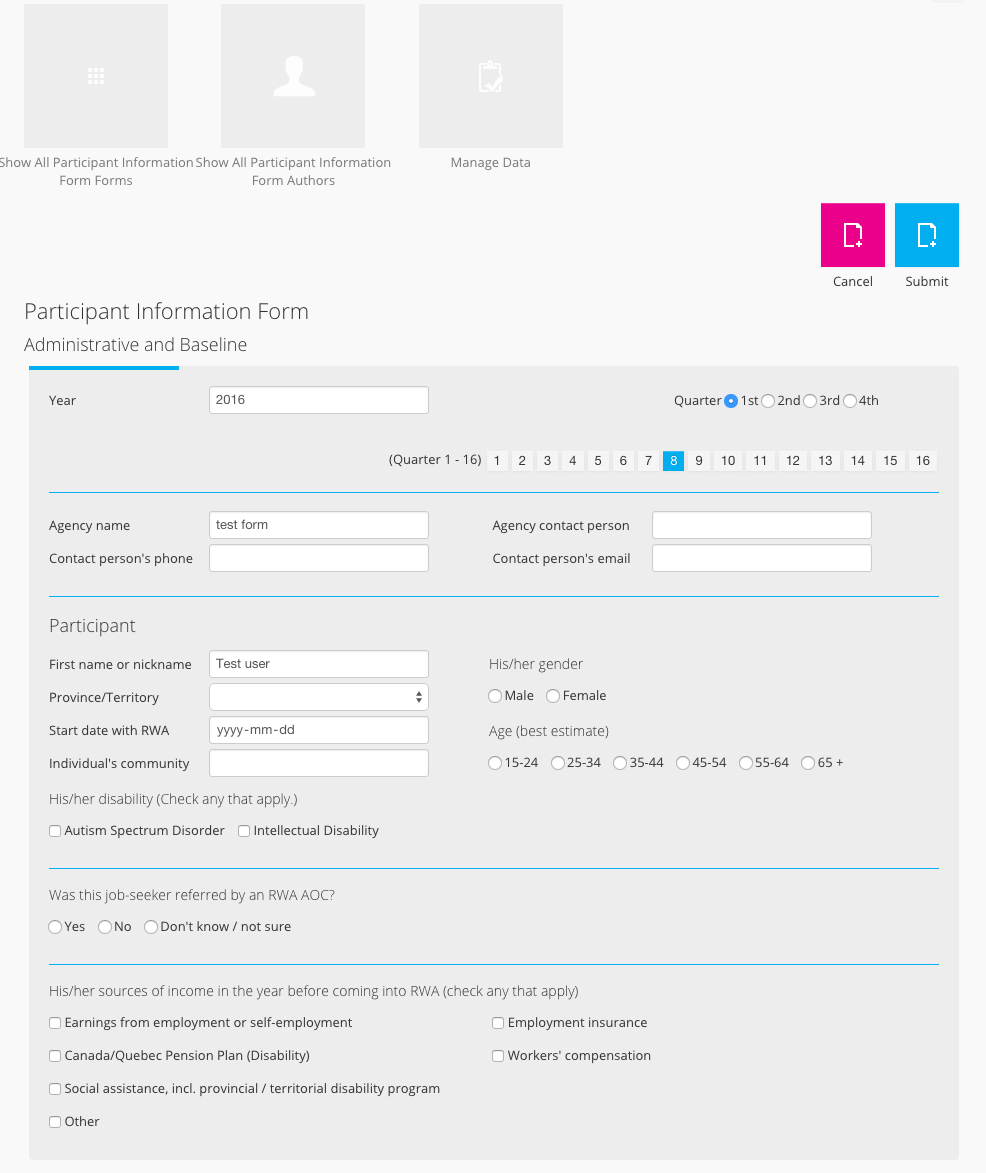 Show All Participant Information Form Forms
Show All Participant Information Form Authors
Manage Data
Cancel
Submit
Participant Information Form
Administrative and Baseline
Year 2016 Quarter 1st 2nd 3rd 4th
(Quarter 1 - 16) 1 2 3 4 5 6 7 8 9 10 11 12 13 14 15 16
Agency name test form Agency contact person
Contact person's phone Contact person's email
Participant
First name or nickname Test user His/her gender
Province/Territory Male Female
Start date with RWA yyyy-mm-dd Age (best estimate)
Individual's community 15-24 25-34 35-44 45-54 55-64 65 +
His/her disability (Check any that apply.)
Autism Spectrum Disorder Intellectual Disability
Was this job-seeker referred by an RWA AOC?
Yes No Don't know / not sure
His/her sources of income in the year before coming into RWA (check any that apply)
Earnings from employment or self-employment Employment insurance
Canada/Quebec Pension Plan (Disability) Workers' compensation
Social assistance, incl. provincial / territorial disability program
Other